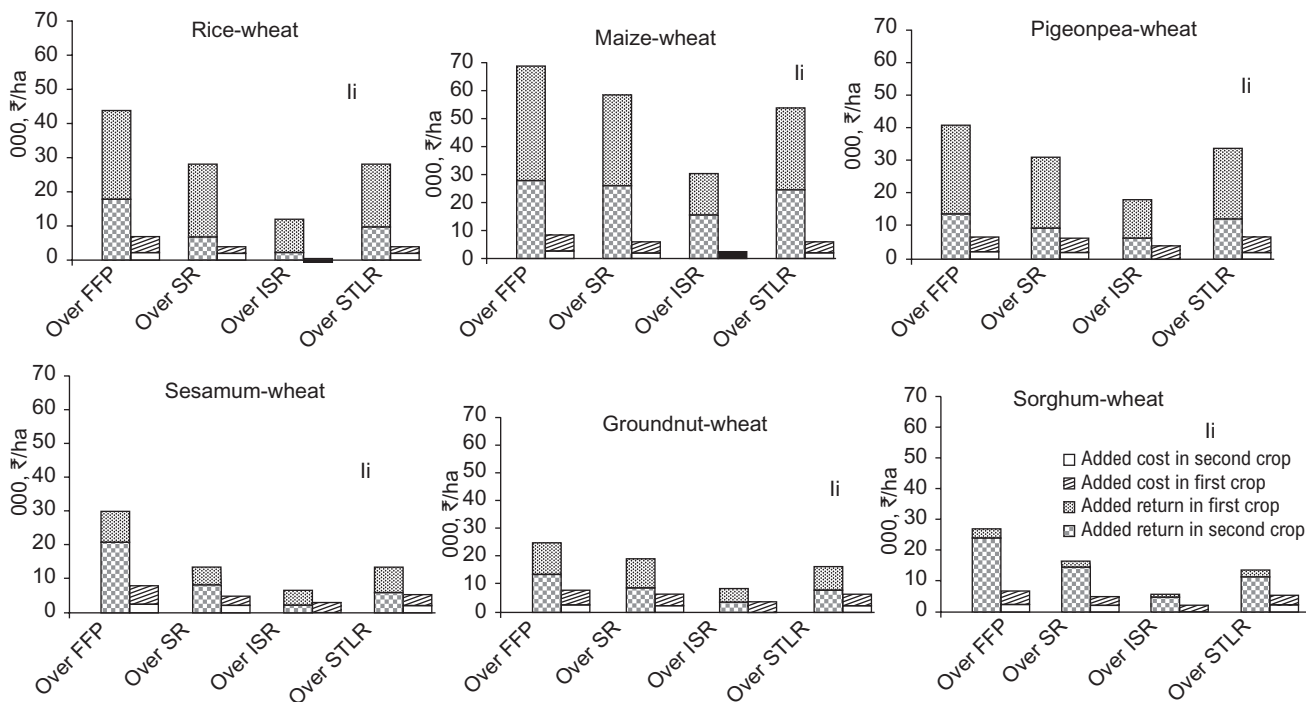 Rice-wheat
70
60
50
40
30
20
10
0
000, ₹/ha
Ii
Over FFP
Over SR
Over ISR
Over STLR
Maize-wheat
70
60
50
40
30
20
10
0
000, ₹/ha
Ii
Over FFP
Over SR
Over ISR
Over STLR
Pigeonpea-wheat
70
60
50
40
30
20
10
0
000, ₹/ha
Ii
Over FFP
Over SR
Over ISR
Over STLR
Sesamum-wheat
70
60
50
40
30
20
10
0
000, ₹/ha
Ii
Over FFP
Over SR
Over ISR
Over STLR
Groundnut-wheat
70
60
50
40
30
20
10
0
000, ₹/ha
Ii
Over FFP
Over SR
Over ISR
Over STLR
Sorghum-wheat
70
60
50
40
30
20
10
0
000, ₹/ha
Ii
Added cost in second crop
Added cost in first crop
Added return in first crop
Added return in second crop
Over FFP
Over SR
Over ISR
Over STLR